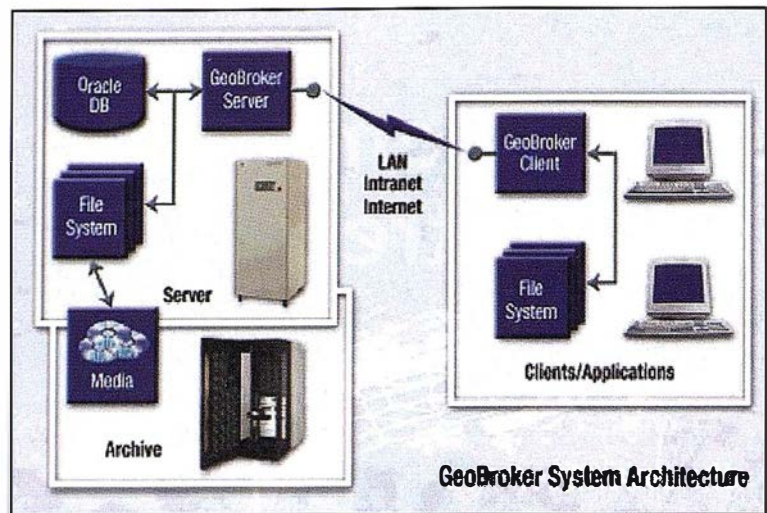 Oracle
DB
GeoBroker
Server
File
System
Server
Media
Archive
LAN
Intranet
Internet
GeoBroker
Client
File
System
Clients/Applications
GeoBroker System Architecture